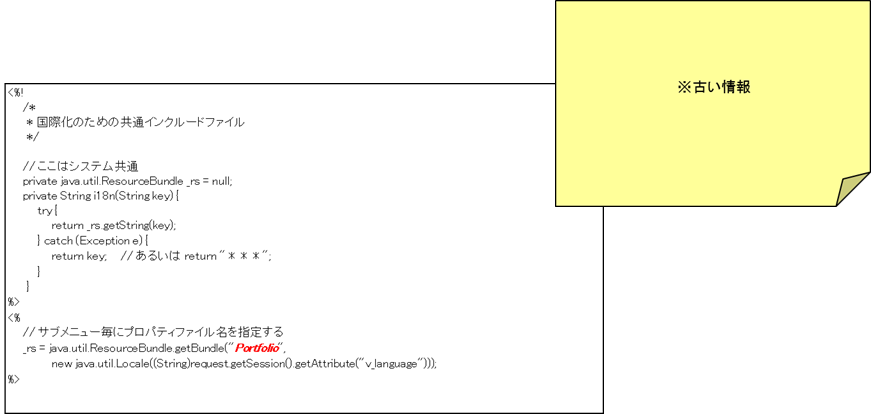 ※古い情報
<%!
/*
* 国際化のための共通インクルードファイル
*/
//ここはシステム共通
private java.util.ResourceBundle _rs = null;
private String i18n(String key) {
try {
return _rs.getString(key);
} catch (Exception e) {
return key; //あるいは return "***";
}
}
%>
<%
//サブメニュー毎にプロパティファイル名を指定する
_rs = java.util.ResourceBundle.getBundle("Portfolio",
new java.util.Locale((String)request.getSession().getAttribute("v_language")));
%>